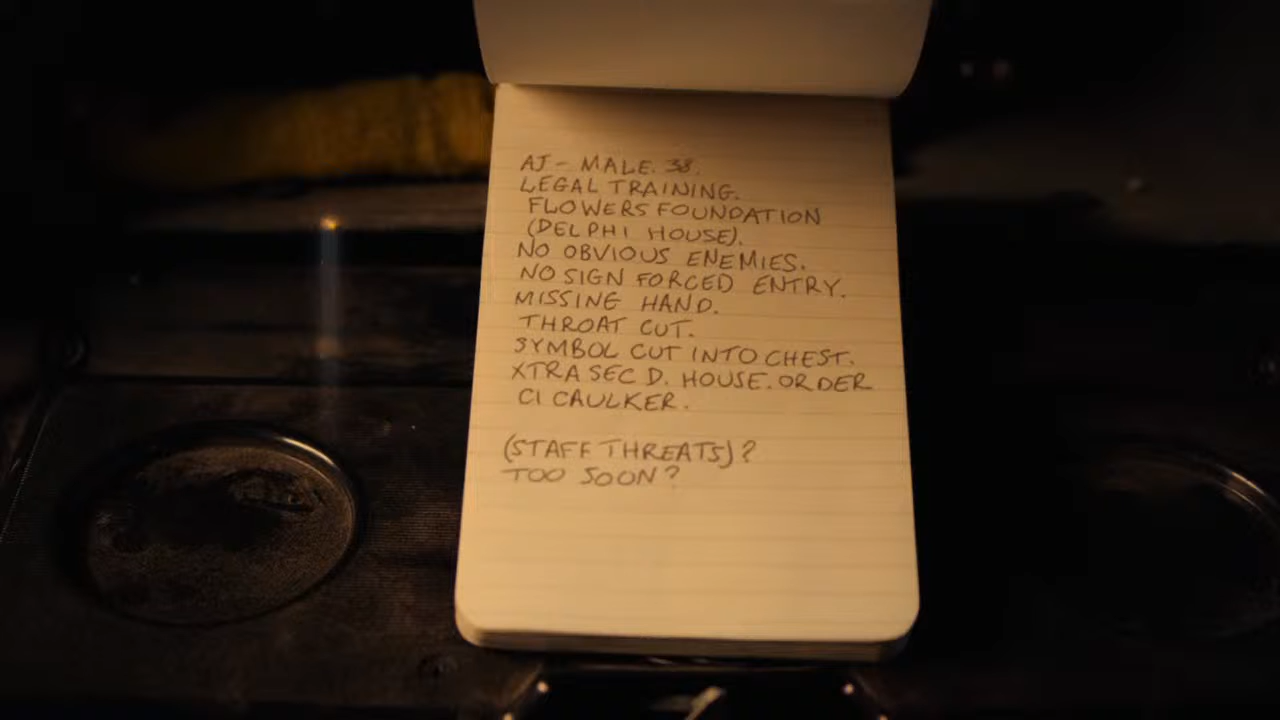 AJ - MALE. 38.
LEGAL TRAINING.
FLOWERS FOUNDATION
(DELPHI HOUSE).
NO OBVIOUS ENEMIES.
NO SIGN FORCED ENTRY.
MISSING HAND.
THROAT CUT.
SYMBOL CUT INTO CHEST.
XTRA SEC D. HOUSE. ORDER
CI CAULKER.
(STAFF THREATS)?
TOO SOON?